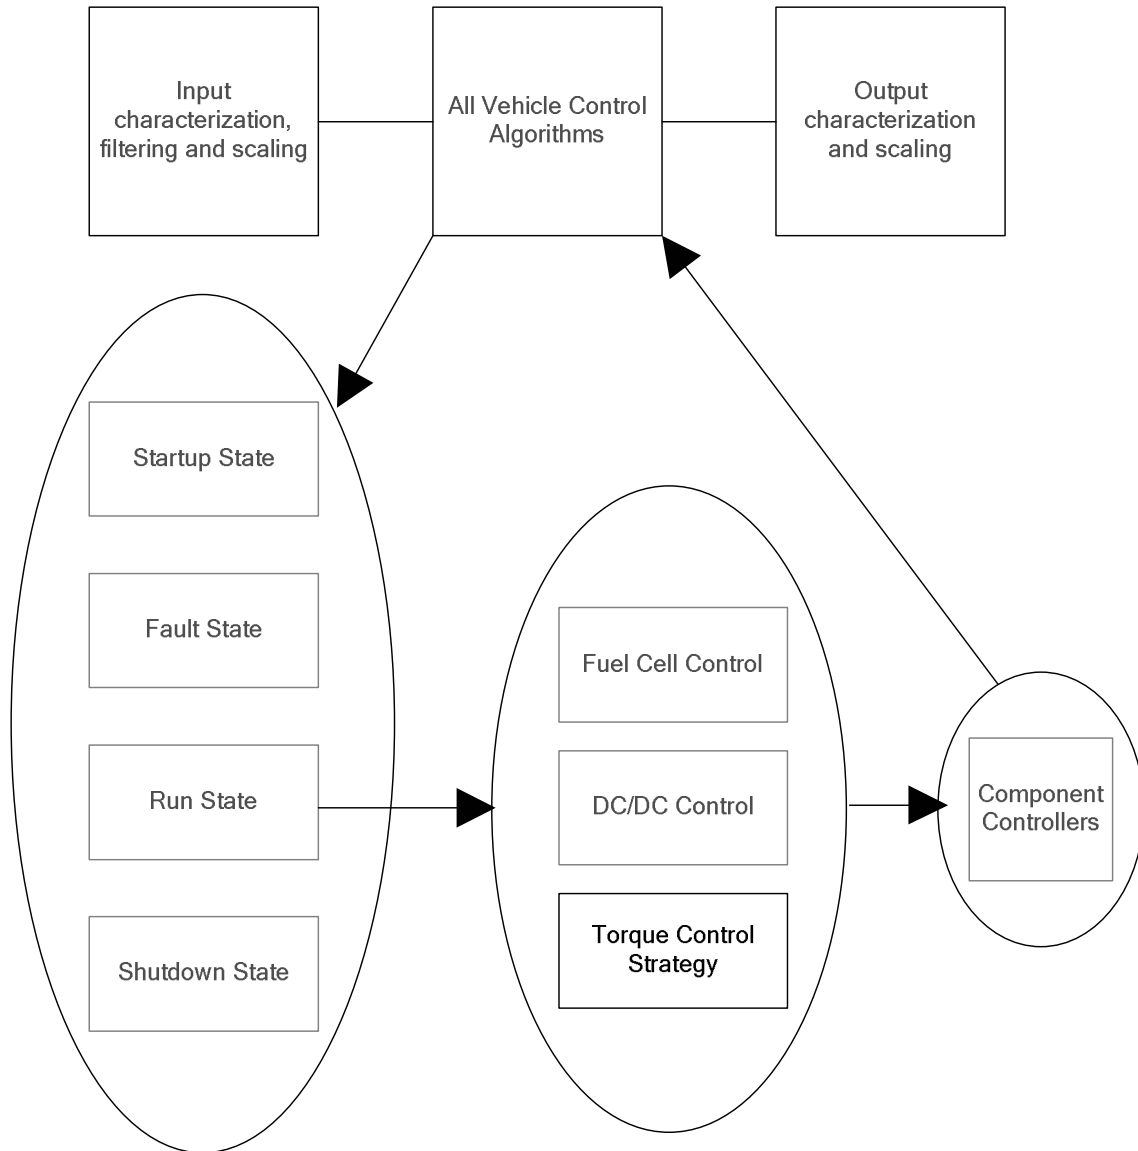 Input
characterization,
filtering and scaling
All Vehicle Control
Algorithms
Output
characterization
and scaling
Startup State
Fault State
Run State
Shutdown State
Fuel Cell Control
DC/DC Control
Torque Control
Strategy
Component
Controllers